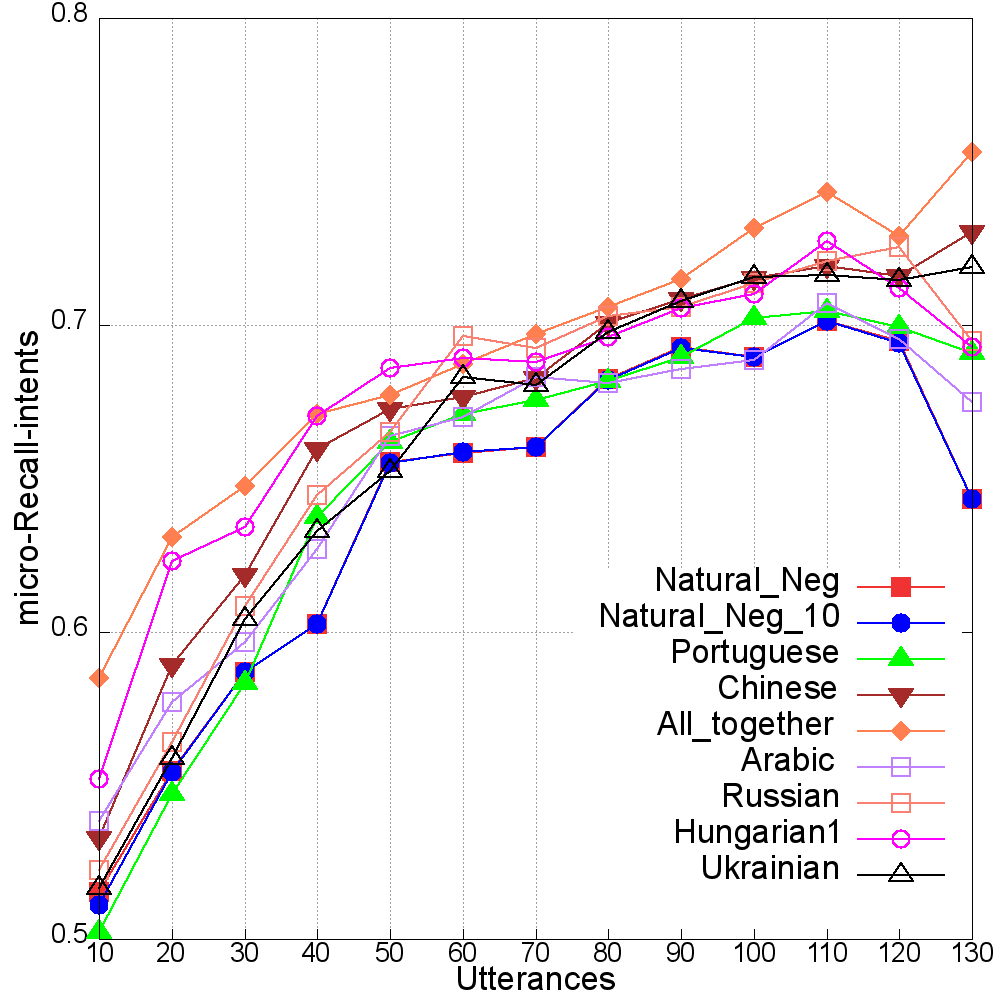 micro-Recall-intents
0.8
0.7
0.6
0.5
Natural_Neg
Natural_Neg_10
Portuguese
Chinese
All_together
Arabic
Russian
Hungarian1
Ukrainian
10 20 30 40 50 60 70 80 90 100 110 120 130
Utterances